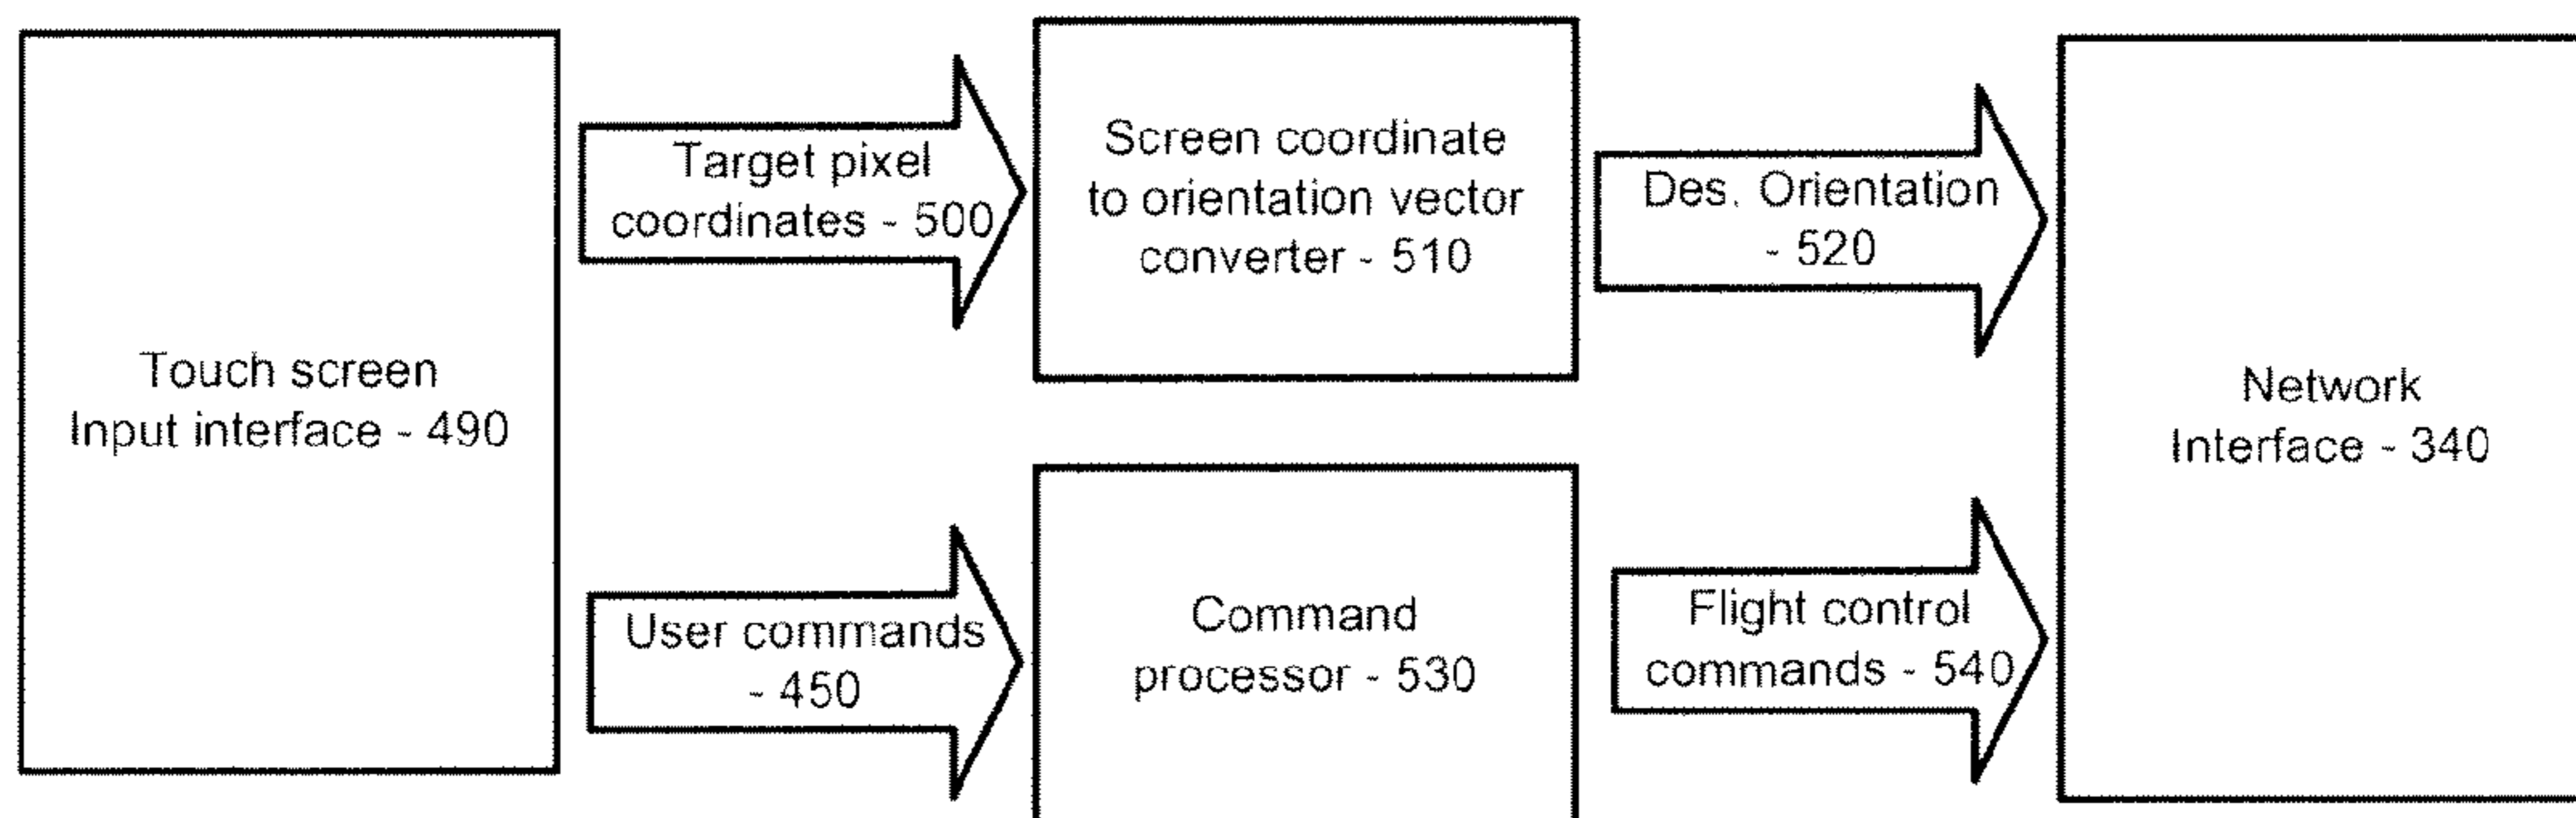 Touch screen
Input interface - 490
Target pixel
coordinates - 500
Screen coordinate
to orientation vector
converter - 510
Des. Orientation
- 520
User commands
- 450
Command
processor - 530
Flight control
commands - 540
Network
Interface - 340